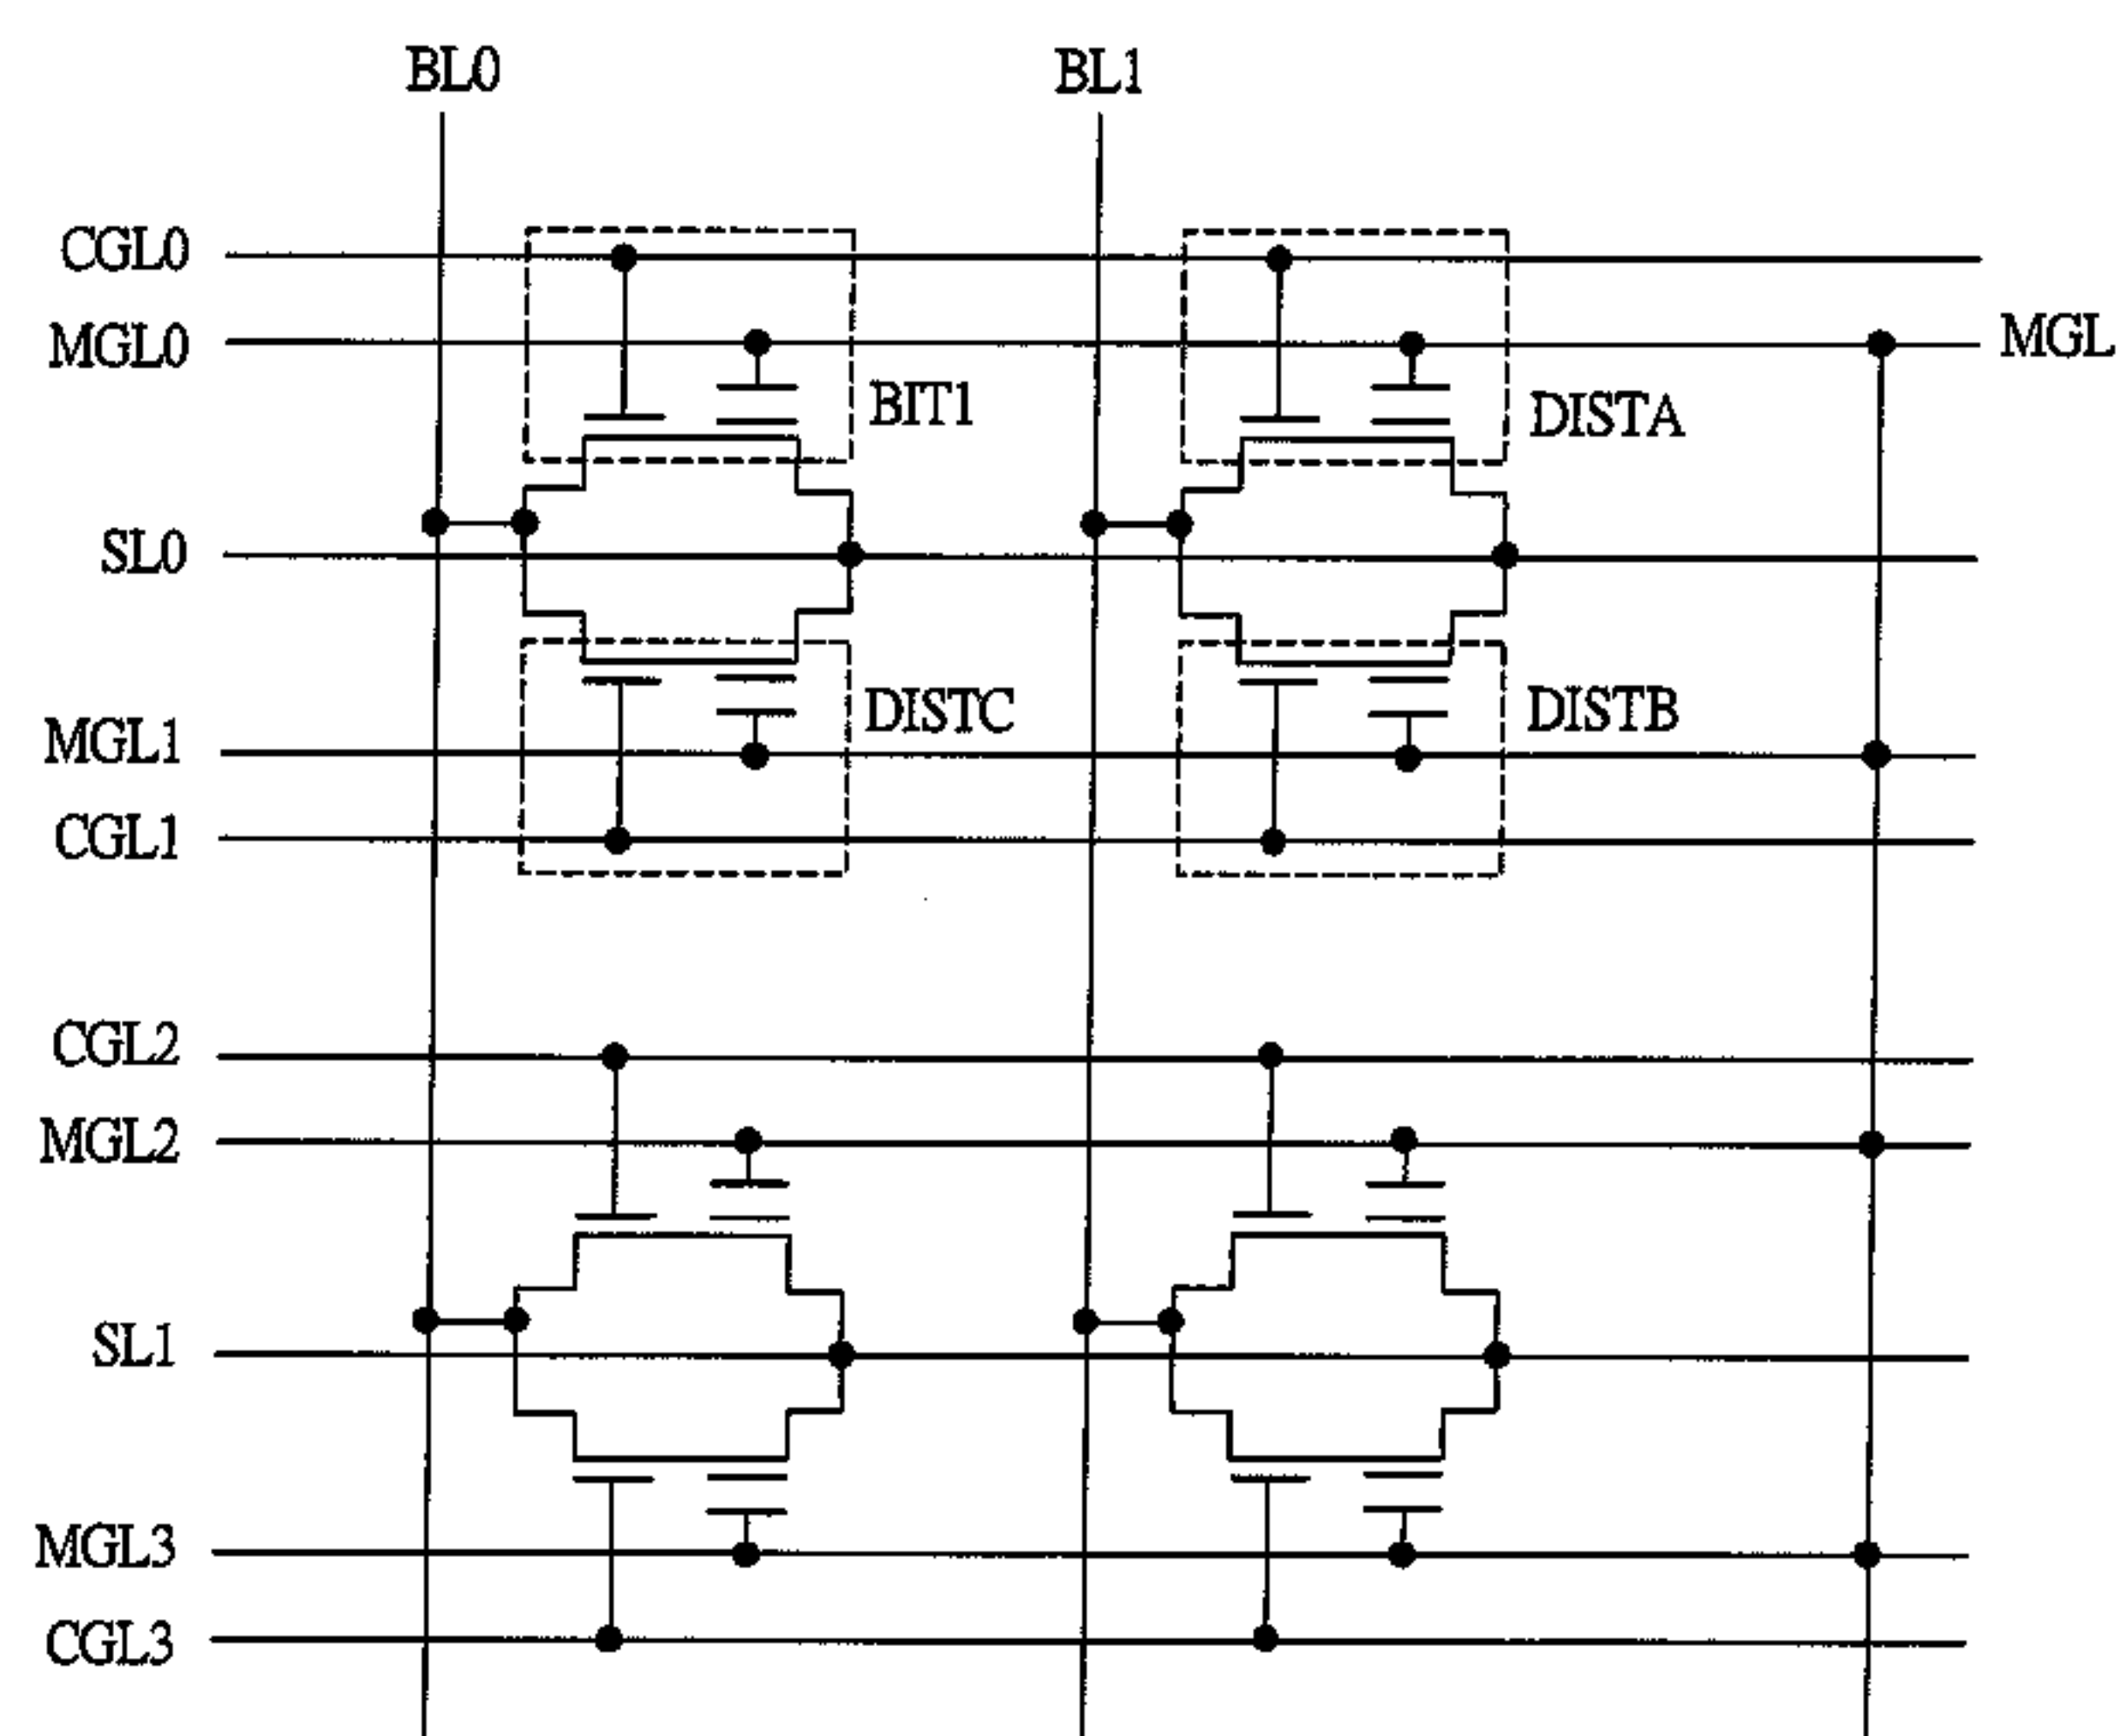 BL0 BL1
CGL0
MGL0 MGL
BIT1 DISTA
SL0
DISTC DISTB
MGL1
CGL1
CGL2
MGL2
SL1
MGL3
CGL3